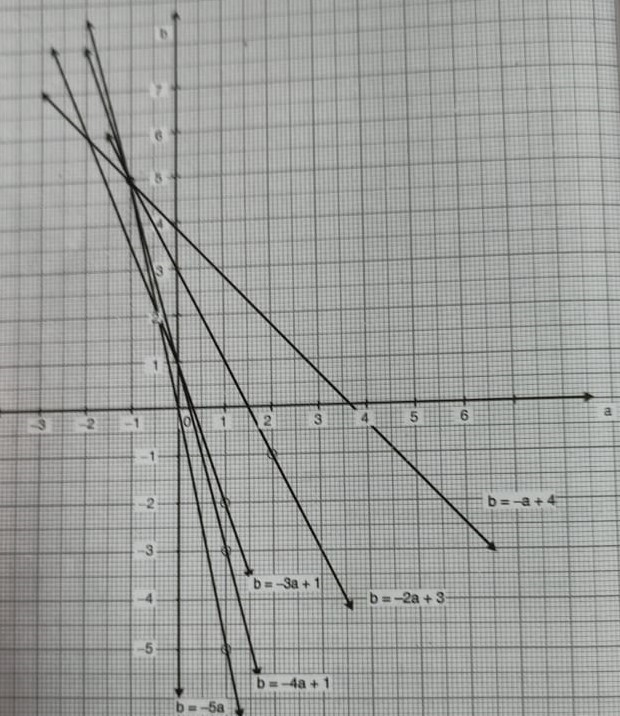 b
7
6
5
4
3
2
1
-3 -2 -1 0 1 2 3 4 5 6 a
-1
-2
b = -a + 4
-3
b = -3a + 1
-4
b = -2a + 3
-5
b = -4a + 1
b = -5a